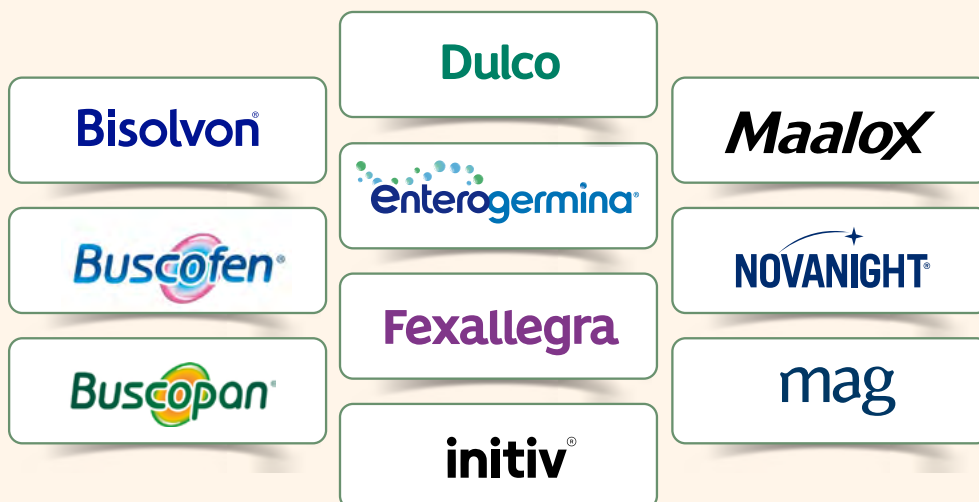 Bisolvon®
Buscofen®
Buscopan®
Dulco
enterogermina®
Fexallegra
initiv®
Maalox
NOVANIGHT®
mag